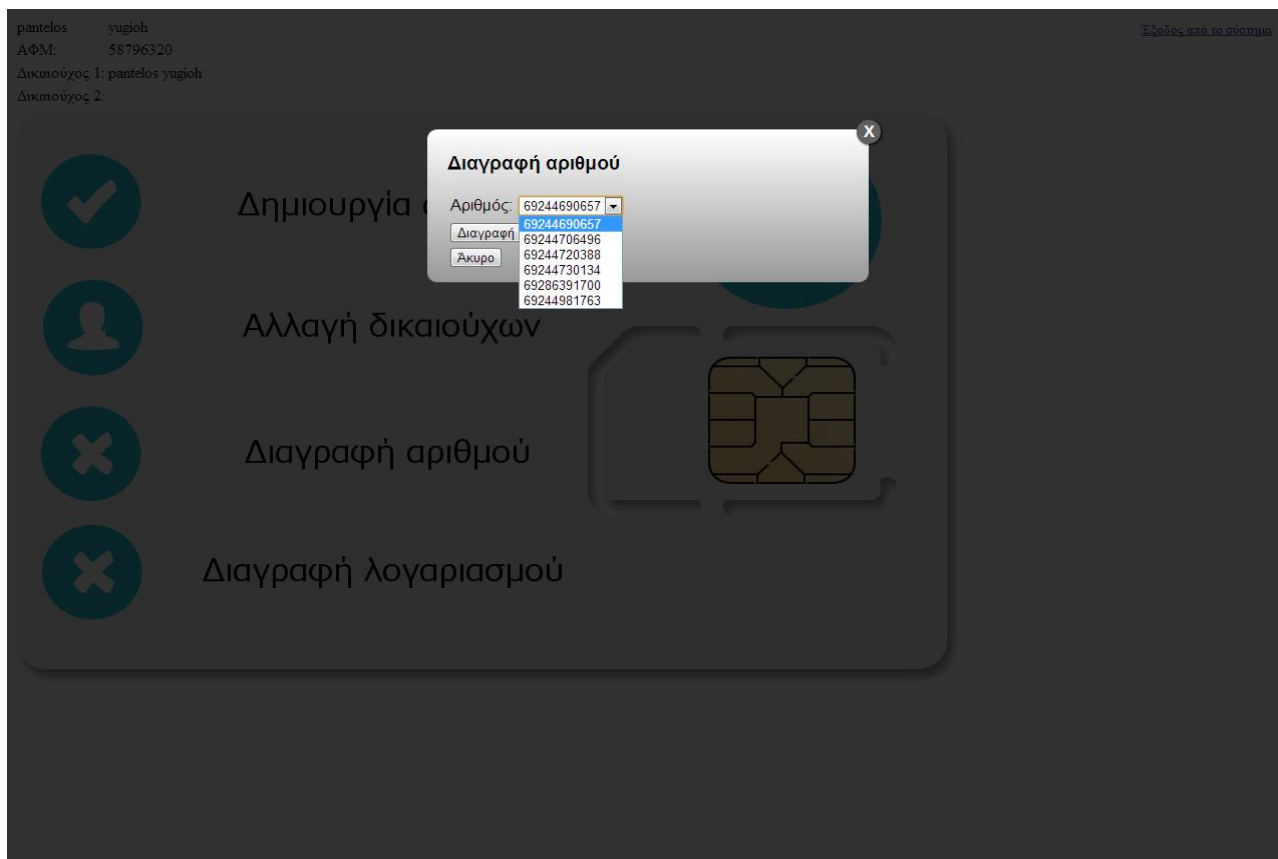 pantelos yugioh
Έξοδος από το σύστημα
ΑΦΜ: 58796320
Δικαιούχος 1: pantelos yugioh
Δικαιούχος 2:
X
Διαγραφή αριθμού
Αριθμός: 69244690657
69244690657
Διαγραφή
69244706496
69244720388
Άκυρο
69244730134
69286391700
69244981763
Δημιουργία
Αλλαγή δικαιούχων
Διαγραφή αριθμού
Διαγραφή λογαριασμού